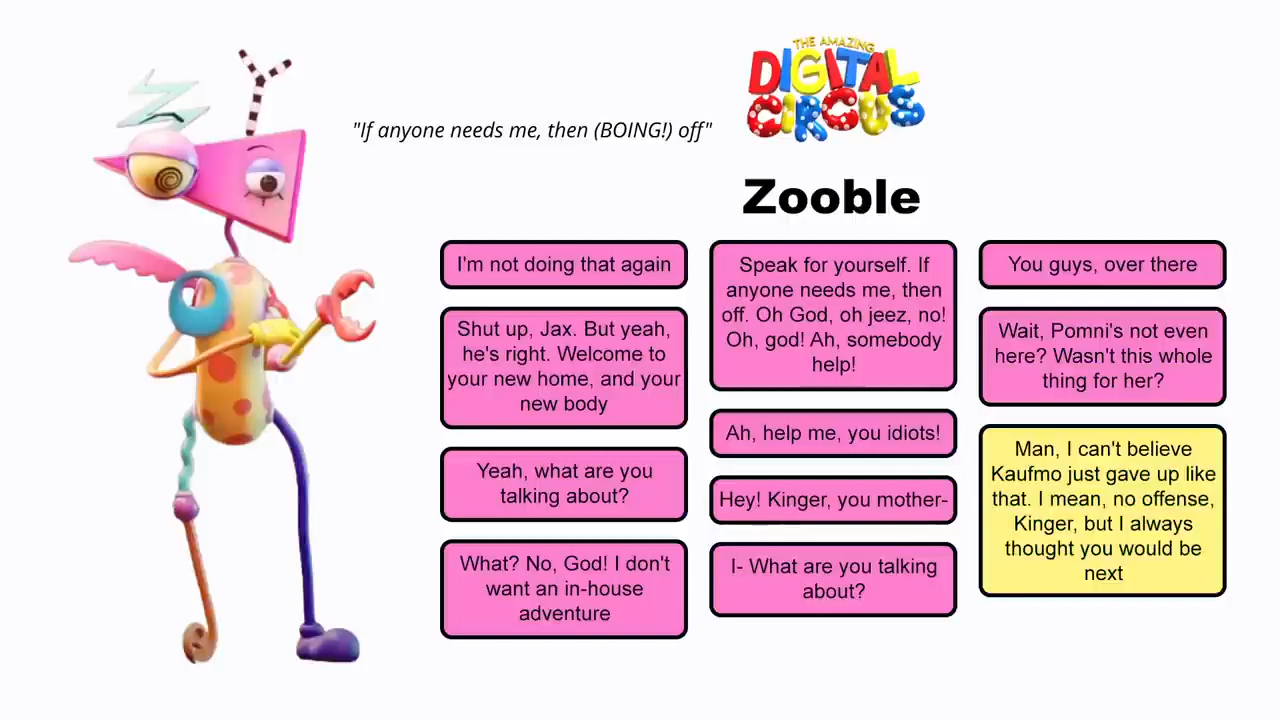 THE AMAZING
DIGITAL
CIRCUS
"If anyone needs me, then (BOING!) off"
Zooble
I'm not doing that again
Shut up, Jax. But yeah,
he's right. Welcome to
your new home, and your
new body
Yeah, what are you
talking about?
What? No, God! I don't
want an in-house
adventure
Speak for yourself. If
anyone needs me, then
off. Oh God, oh jeez, no!
Oh, god! Ah, somebody
help!
Ah, help me, you idiots!
Hey! Kinger, you mother-
I- What are you talking
about?
You guys, over there
Wait, Pomni's not even
here? Wasn't this whole
thing for her?
Man, I can't believe
Kaufmo just gave up like
that. I mean, no offense,
Kinger, but I always
thought you would be
next